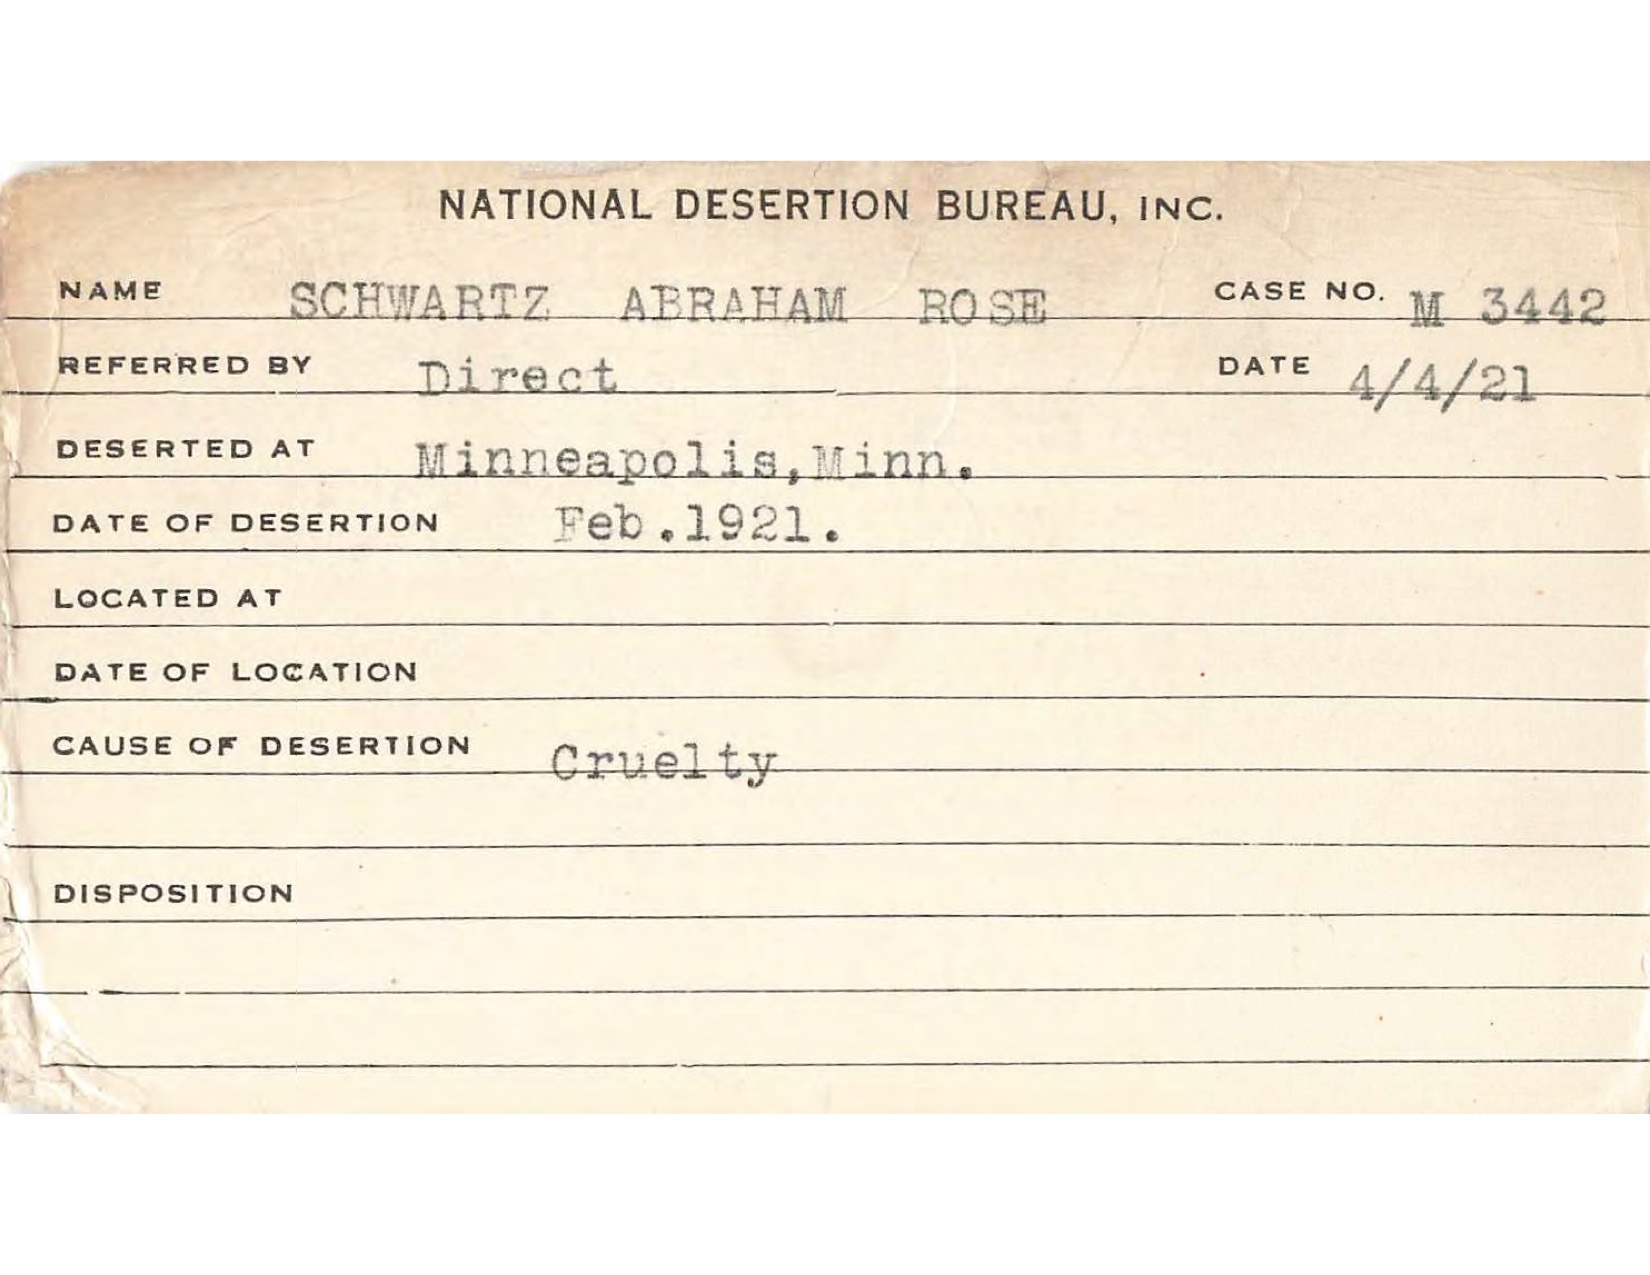 NATIONAL DESERTION BUREAU, INC.
NAME SCHWARTZ ABRAHAM ROSE CASE NO. M 3442
REFERRED BY Direct DATE 4/4/21
DESERTED AT Minneapolis,Minn.
DATE OF DESERTION Feb.1921.
LOCATED AT
DATE OF LOCATION
CAUSE OF DESERTION Cruelty
DISPOSITION